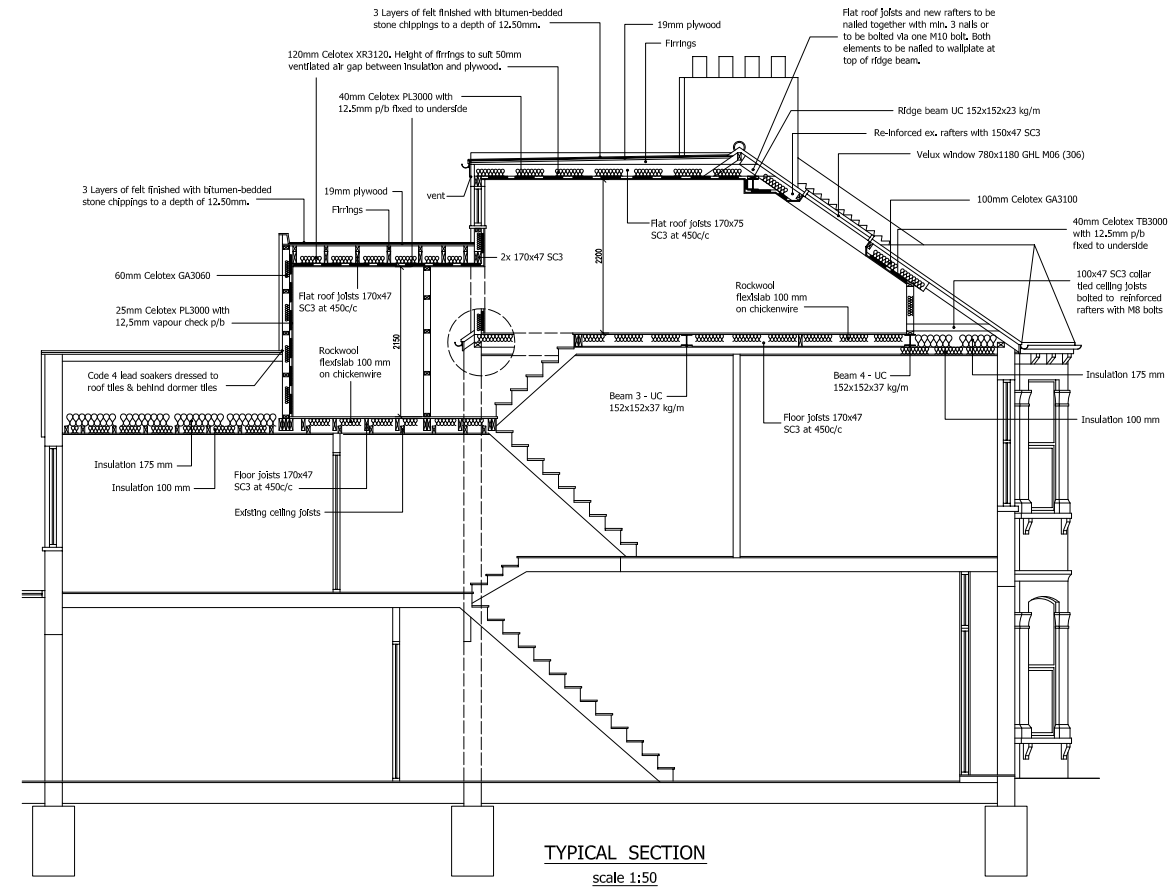 3 Layers of felt finished with bitumen-bedded
stone chippings to a depth of 12.50mm.
19mm plywood
Firrings
Flat roof joists and new rafters to be
nailed together with min. 3 nails or
to be bolted via one M10 bolt. Both
elements to be nailed to wallplate at
top of ridge beam.
120mm Celotex XR3120. Height of firrings to suit 50mm
ventilated air gap between insulation and plywood.
40mm Celotex PL3000 with
12.5mm p/b fixed to underside
Ridge beam UC 152x152x23 kg/m
Re-inforced ex. rafters with 150x47 SC3
Velux window 780x1180 GHL M06 (306)
3 Layers of felt finished with bitumen-bedded
stone chippings to a depth of 12.50mm.
19mm plywood
Firrings
vent
100mm Celotex GA3100
40mm Celotex TB3000
with 12.5mm p/b
fixed to underside
Flat roof joists 170x75
SC3 at 450c/c
2200
2x 170x47 SC3
60mm Celotex GA3060
100x47 SC3 collar
tied ceiling joists
bolted to reinforced
rafters with M8 bolts
Flat roof joists 170x47
SC3 at 450c/c
Rockwool
flexislab 100 mm
on chickenwire
25mm Celotex PL3000 with
12,5mm vapour check p/b
2150
Rockwool
flexislab 100 mm
on chickenwire
Code 4 lead soakers dressed to
roof tiles & behind dormer tiles
Beam 3 - UC
152x152x37 kg/m
Beam 4 - UC
152x152x37 kg/m
Insulation 175 mm
Floor joists 170x47
SC3 at 450c/c
Insulation 100 mm
Insulation 175 mm
Insulation 100 mm
Floor joists 170x47
SC3 at 450c/c
Existing ceiling joists
TYPICAL SECTION
scale 1:50